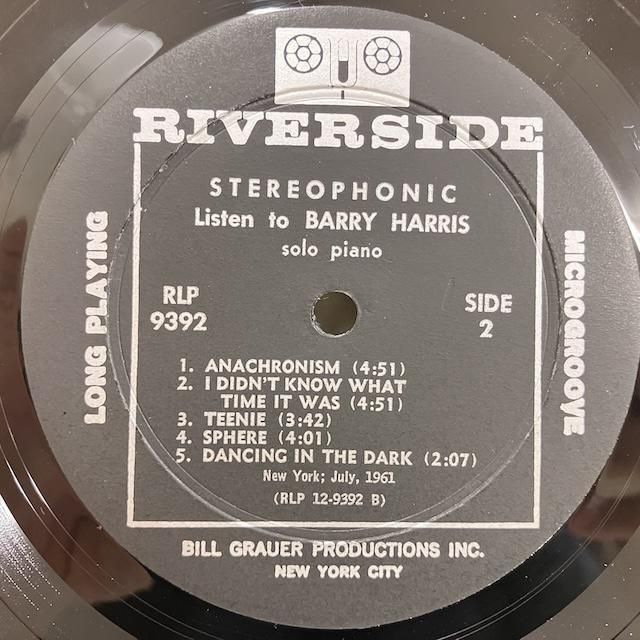 RIVERSIDE
STEREOPHONIC
Listen to BARRY HARRIS
solo piano
LONG PLAYING
RLP
9392
SIDE
2
MICROGROOVE
1. ANACHRONISM (4:51)
2. I DIDN'T KNOW WHAT
TIME IT WAS (4:51)
3. TEENIE (3:42)
4. SPHERE (4:01)
5. DANCING IN THE DARK (2:07)
New York; July, 1961
(RLP 12-9392 B)
BILL GRAUER PRODUCTIONS INC.
NEW YORK CITY